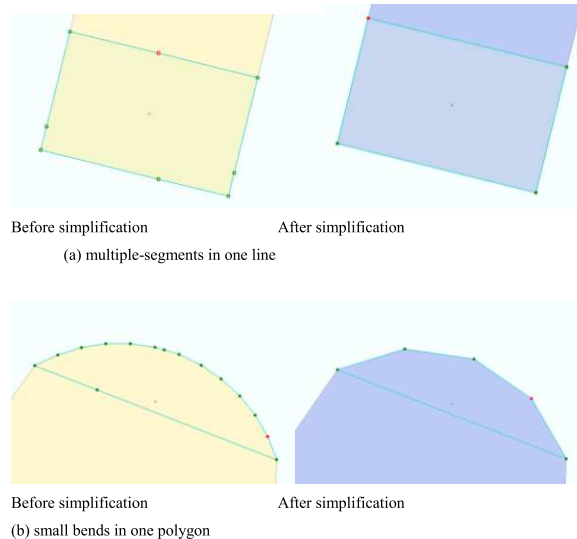 Before simplification After simplification
(a) multiple-segments in one line
Before simplification After simplification
(b) small bends in one polygon